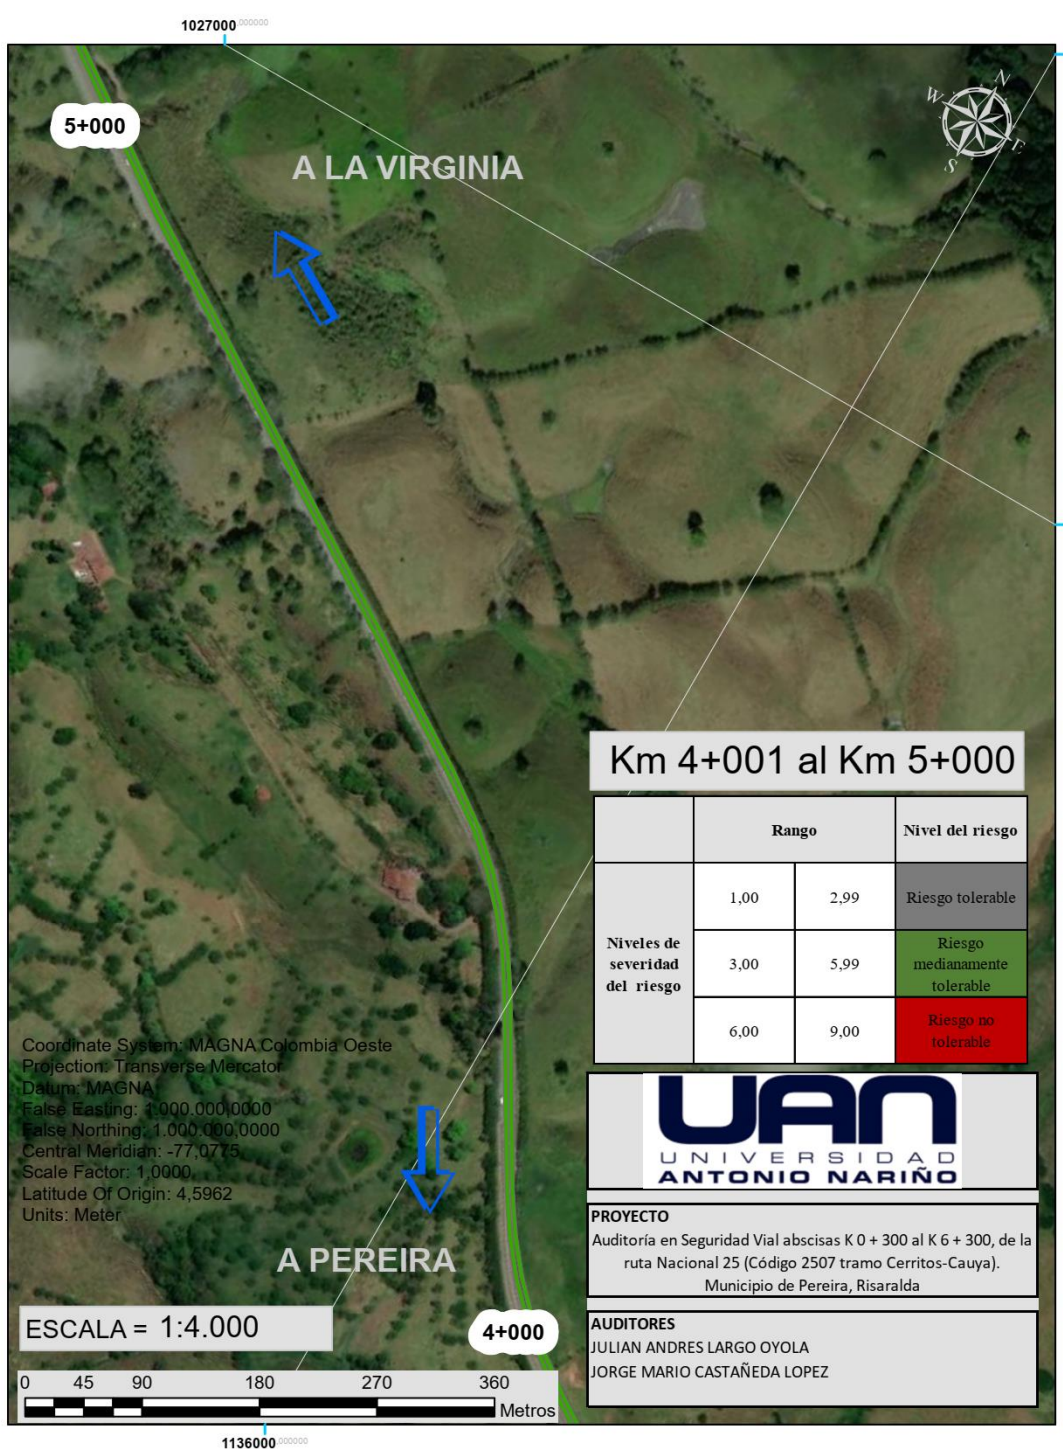 1027000,000000
5+000
A LA VIRGINIA
N
W
E
S
Km 4+001 al Km 5+000
Rango
Nivel del riesgo
Niveles de
severidad
del riesgo
1,00
2,99
Riesgo tolerable
3,00
5,99
Riesgo
medianamente
tolerable
6,00
9,00
Riesgo no
tolerable
Coordinate System: MAGNA Colombia Oeste
Projection: Transverse Mercator
Datum: MAGNA
False Easting: 1.000.000,0000
False Northing: 1.000.000,0000
Central Meridian: -77,0775
Scale Factor: 1,0000
Latitude Of Origin: 4,5962
Units: Meter
UAN
UNIVERSIDAD
ANTONIO NARIÑO
PROYECTO
Auditoría en Seguridad Vial abscisas K 0 + 300 al K 6 + 300, de la
ruta Nacional 25 (Código 2507 tramo Cerritos-Cauya).
Municipio de Pereira, Risaralda
A PEREIRA
ESCALA = 1:4.000
4+000
AUDITORES
JULIAN ANDRES LARGO OYOLA
JORGE MARIO CASTAÑEDA LOPEZ
0 45 90 180 270 360
Metros
1136000,000000